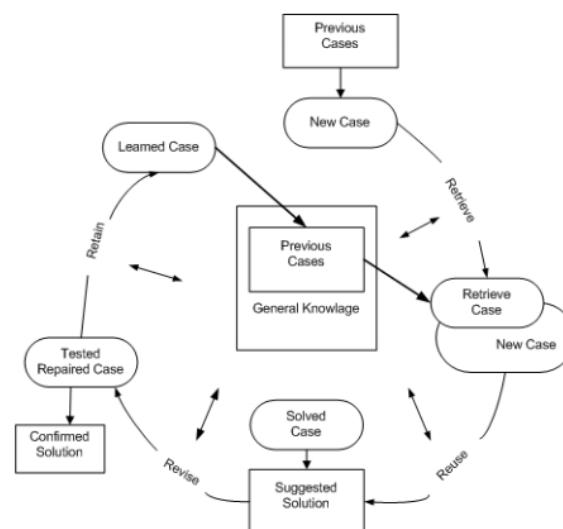 Previous
Cases
New Case
Learned Case
Retrieve
Retain
Previous
Cases
General Knowlage
Retrieve
Case
New Case
Tested
Repaired Case
Solved
Case
Confirmed
Solution
Revise
Suggested
Solution
Reuse